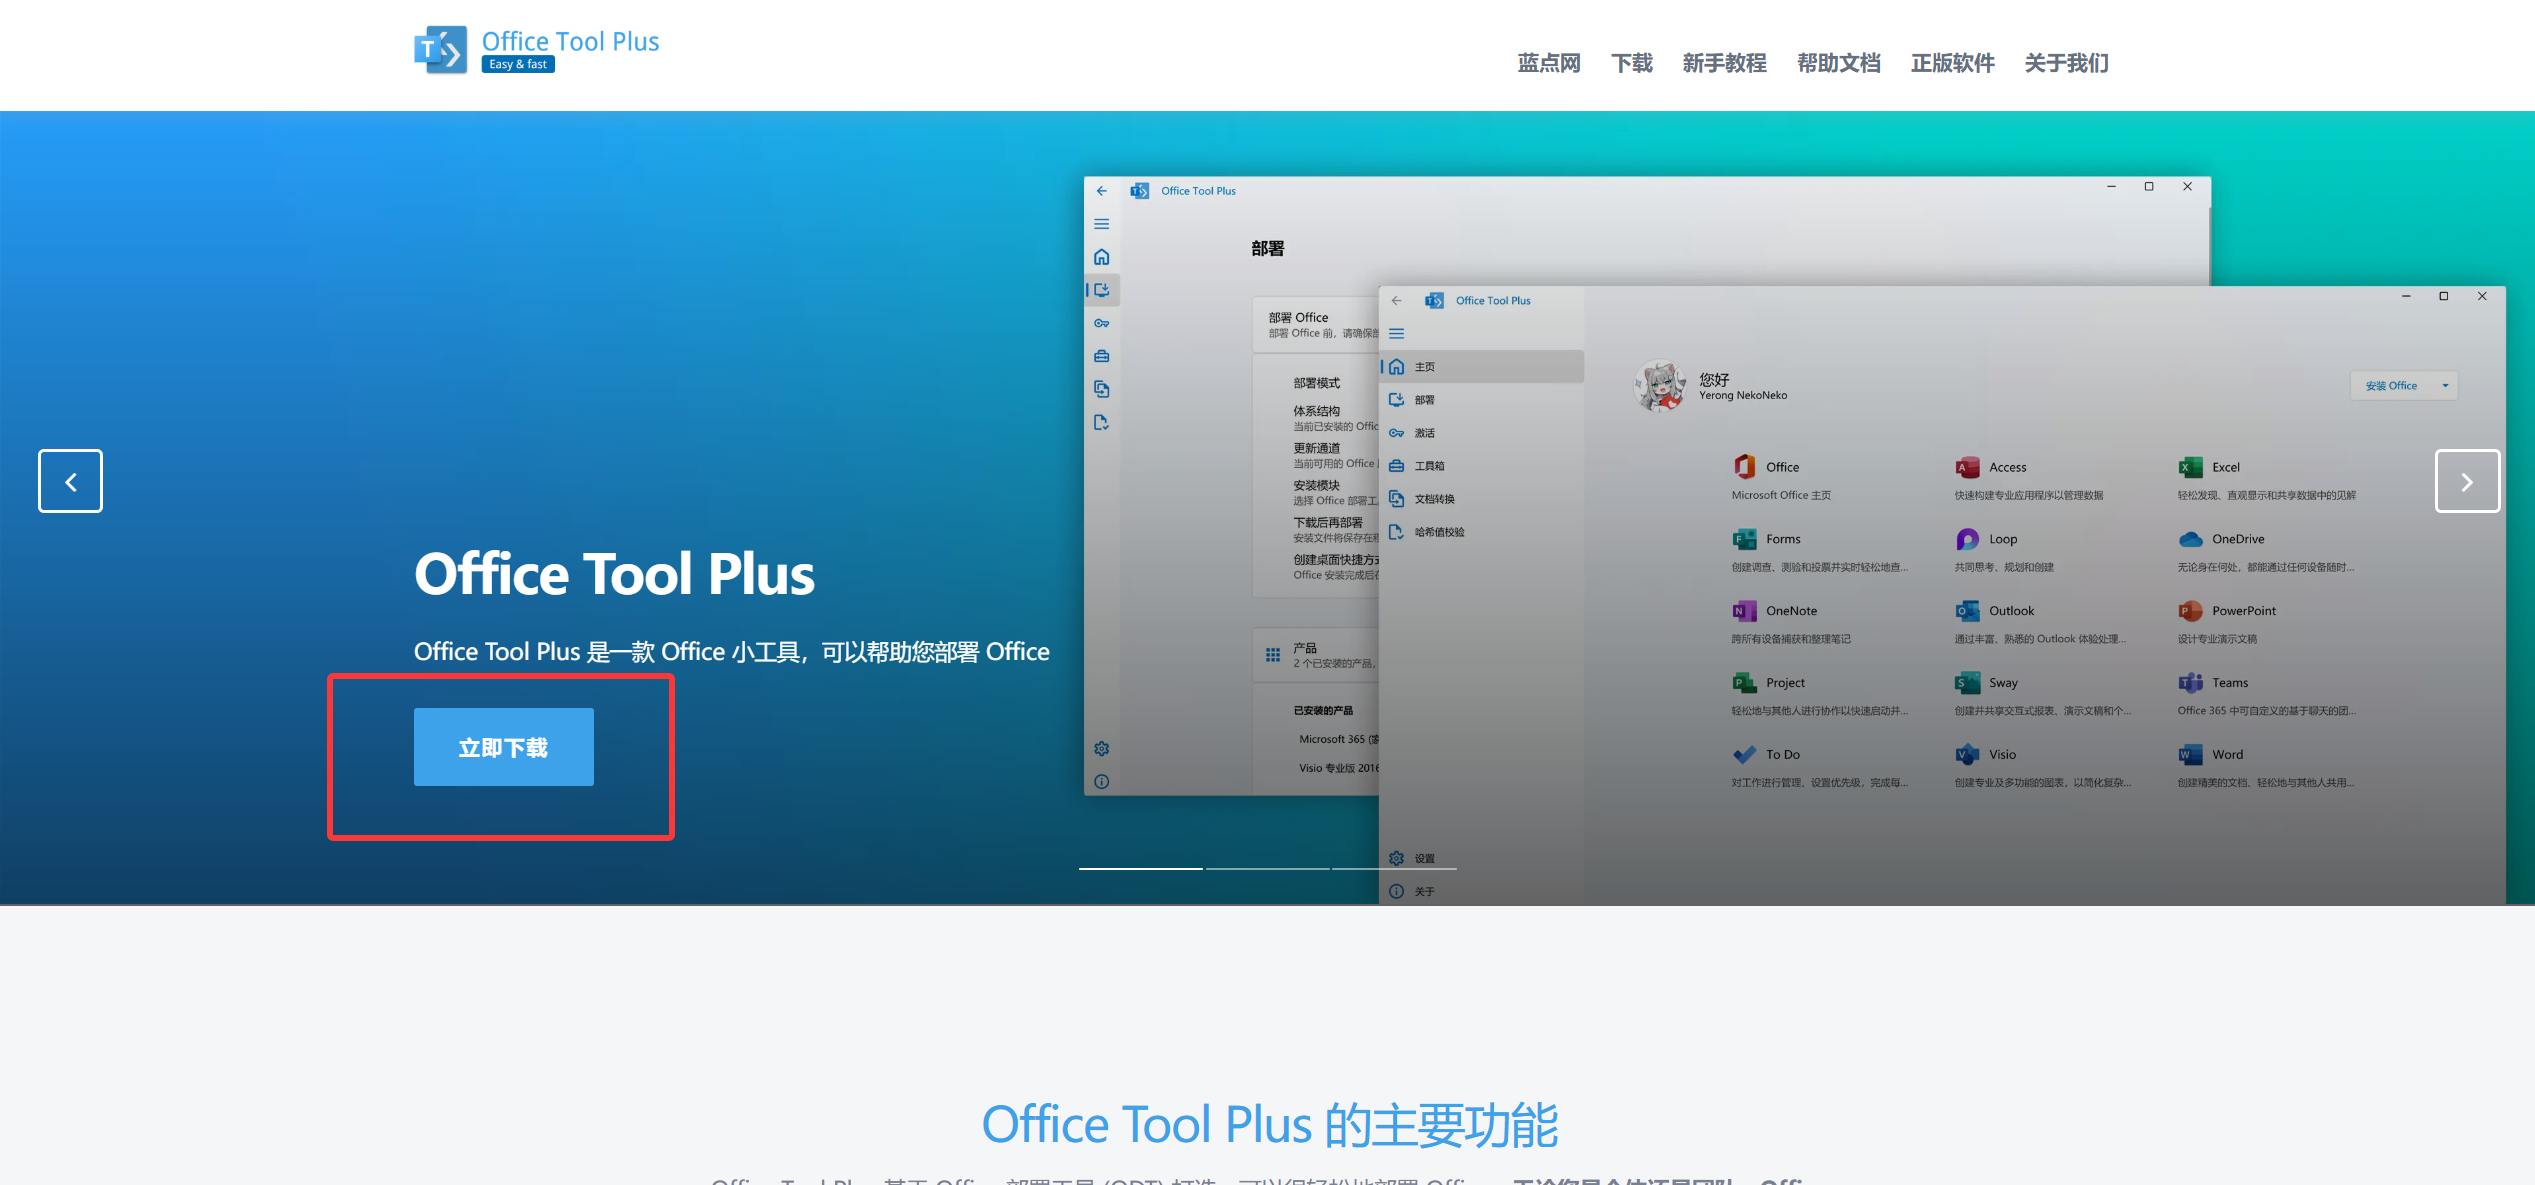 Office Tool Plus
Easy & fast
蓝点网 下载 新手教程 帮助文档 正版软件 关于我们
Office Tool Plus
部署
部署 Office
部署 Office 前，请确保部
部署模式
体系结构
当前已安装的 Offic
更新通道
当前可用的 Office
安装模块
选择 Office 部署工
下载后再部署
安装文件将保存在
创建桌面快捷方式
Office 安装完成后在
产品
2 个已安装的产品，
已安装的产品
Microsoft 365 (家
Visio 专业版 2016
Office Tool Plus
主页
部署
激活
工具箱
文档转换
哈希值校验
设置
关于
您好
Yerong NekoNeko
安装 Office
Office
Microsoft Office 主页
Access
快速构建专业应用程序以管理数据
Excel
轻松发现、直观显示和共享数据中的见解
Forms
创建调查、测验和投票并实时轻松地查...
Loop
共同思考、规划和创建
OneDrive
无论身在何处，都能通过任何设备随时...
OneNote
跨所有设备捕获和整理笔记
Outlook
通过丰富、熟悉的 Outlook 体验处理...
PowerPoint
设计专业演示文稿
Project
轻松地与其他人进行协作以快速启动并...
Sway
创建并共享交互式报表、演示文稿和个...
Teams
Office 365 中可自定义的基于聊天的团...
To Do
对工作进行管理、设置优先级，完成每...
Visio
创建专业及多功能的图表，以简化复杂...
Word
创建精美的文档、轻松地与其他人共用...
Office Tool Plus
Office Tool Plus 是一款 Office 小工具，可以帮助您部署 Office
立即下载
Office Tool Plus 的主要功能